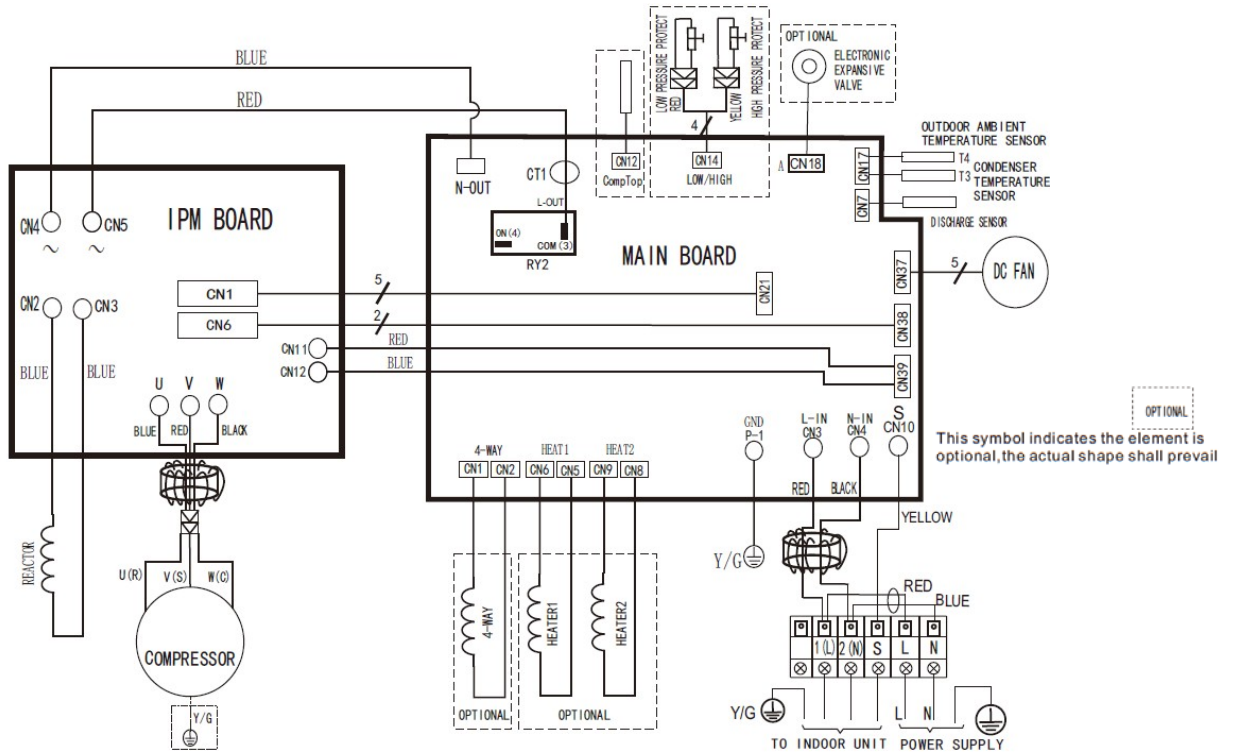 BLUE
RED
LOW PRESSURE PROTECT
RED
YELLOW
HIGH PRESSURE PROTECT
4
OPTIONAL
ELECTRONIC
EXPANSIVE
VALVE
CN12
CompTop
CN14
LOW/HIGH
A CN18
OUTDOOR AMBIENT
TEMPERATURE SENSOR
CN17
T4
T3
CONDENSER
TEMPERATURE
SENSOR
CN7
DISCHARGE SENSOR
N-OUT
CT1
L-OUT
ON(4)
COM(3)
RY2
MAIN BOARD
IPM BOARD
CN4
~
CN5
~
CN2
CN3
CN1
5
CN21
CN6
2
CN38
CN37
5
DC FAN
CN11
RED
CN12
BLUE
CN39
BLUE
BLUE
U V W
BLUE
RED
BLACK
REACTOR
U(R)
V(S)
W(C)
COMPRESSOR
Y/G
4-WAY
CN1
CN2
HEAT1
CN6
CN5
HEAT2
CN9
CN8
4-WAY
OPTIONAL
HEATER1
HEATER2
OPTIONAL
GND
P-1
L-IN
CN3
N-IN
CN4
S
CN10
RED
BLACK
YELLOW
Y/G
RED
BLUE
1(L)
2(N)
S
L
N
Y/G
L
N
TO INDOOR UNIT
POWER SUPPLY
OPTIONAL
This symbol indicates the element is
optional,the actual shape shall prevail